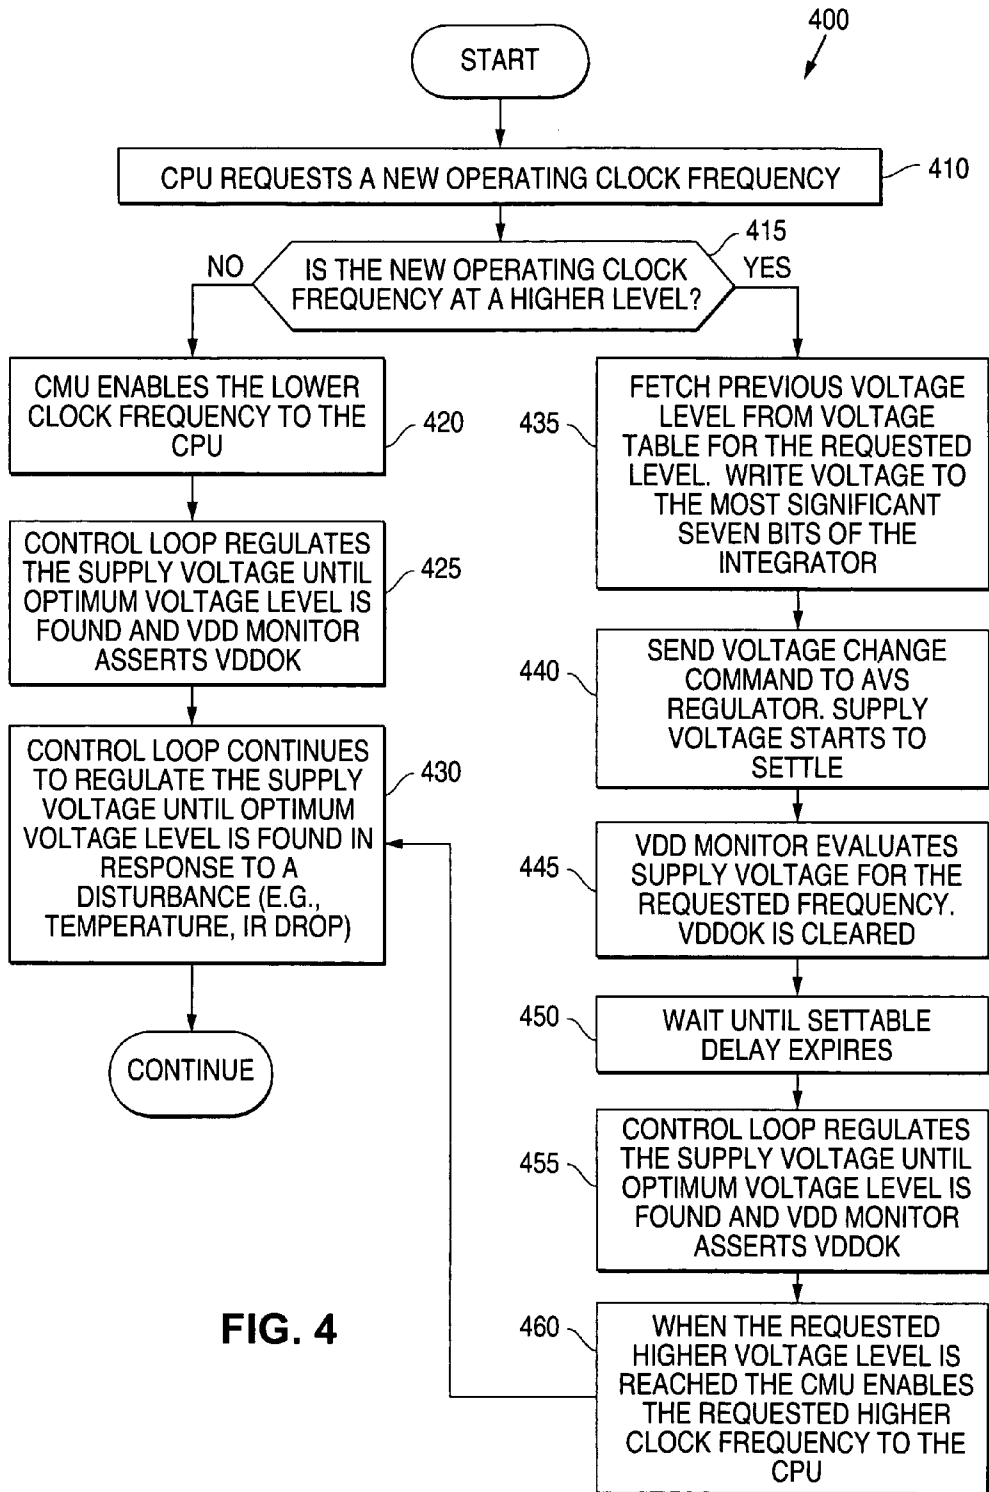 400
START
CPU REQUESTS A NEW OPERATING CLOCK FREQUENCY
410
415
NO
IS THE NEW OPERATING CLOCK
FREQUENCY AT A HIGHER LEVEL?
YES
CMU ENABLES THE LOWER
CLOCK FREQUENCY TO THE
CPU
420
CONTROL LOOP REGULATES
THE SUPPLY VOLTAGE UNTIL
OPTIMUM VOLTAGE LEVEL IS
FOUND AND VDD MONITOR
ASSERTS VDDOK
425
CONTROL LOOP CONTINUES
TO REGULATE THE SUPPLY
VOLTAGE UNTIL OPTIMUM
VOLTAGE LEVEL IS FOUND IN
RESPONSE TO A
DISTURBANCE (E.G.,
TEMPERATURE, IR DROP)
430
CONTINUE
435
FETCH PREVIOUS VOLTAGE
LEVEL FROM VOLTAGE
TABLE FOR THE REQUESTED
LEVEL. WRITE VOLTAGE TO
THE MOST SIGNIFICANT
SEVEN BITS OF THE
INTEGRATOR
440
SEND VOLTAGE CHANGE
COMMAND TO AVS
REGULATOR. SUPPLY
VOLTAGE STARTS TO
SETTLE
445
VDD MONITOR EVALUATES
SUPPLY VOLTAGE FOR THE
REQUESTED FREQUENCY.
VDDOK IS CLEARED
450
WAIT UNTIL SETTABLE
DELAY EXPIRES
455
CONTROL LOOP REGULATES
THE SUPPLY VOLTAGE UNTIL
OPTIMUM VOLTAGE LEVEL IS
FOUND AND VDD MONITOR
ASSERTS VDDOK
460
WHEN THE REQUESTED
HIGHER VOLTAGE LEVEL IS
REACHED THE CMU ENABLES
THE REQUESTED HIGHER
CLOCK FREQUENCY TO THE
CPU
FIG. 4